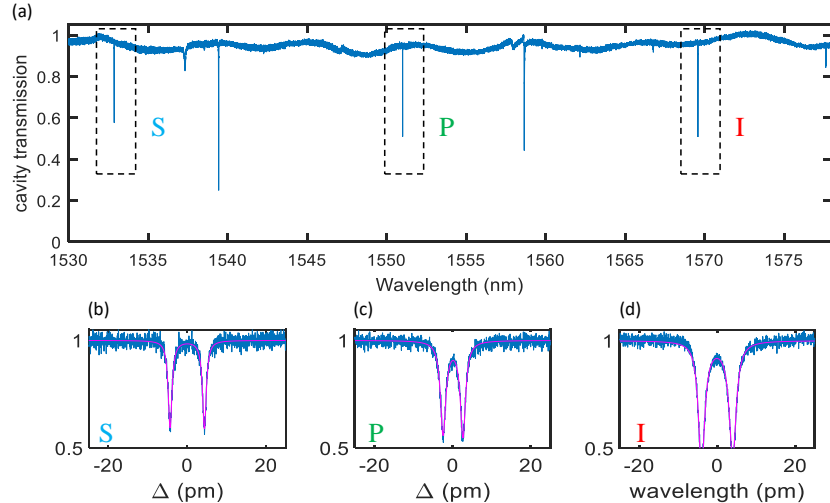 (a)
1
0.8
0.6
0.4
0.2
0
cavity transmission
S
P
I
1530
1535
1540
1545
1550
1555
1560
1565
1570
1575
Wavelength (nm)
(b)
1
0.5
S
-20
0
20
Δ (pm)
(c)
1
0.5
P
-20
0
20
Δ (pm)
(d)
1
0.5
I
-20
0
20
wavelength (pm)